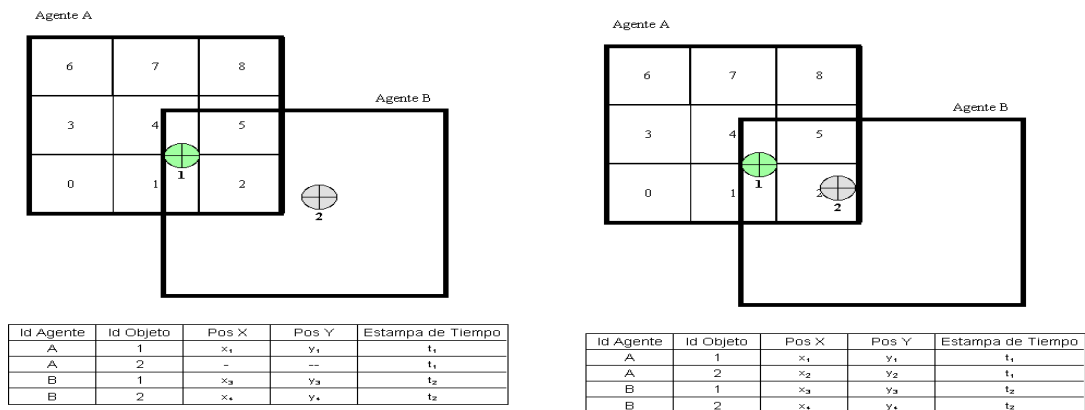 Agente A
6 7 8
Agente B
3 4 5
1
0 1 2
2
Id Agente Id Objeto Pos X Pos Y Estampa de Tiempo
A 1 x₁ y₁ t₁
A 2 - -- t₁
B 1 x₃ y₃ t₂
B 2 x₄ y₄ t₂
Agente A
6 7 8
Agente B
3 4 5
1
0 1 2
2
Id Agente Id Objeto Pos X Pos Y Estampa de Tiempo
A 1 x₁ y₁ t₁
A 2 x₂ y₂ t₁
B 1 x₃ y₃ t₂
B 2 x₄ y₄ t₂